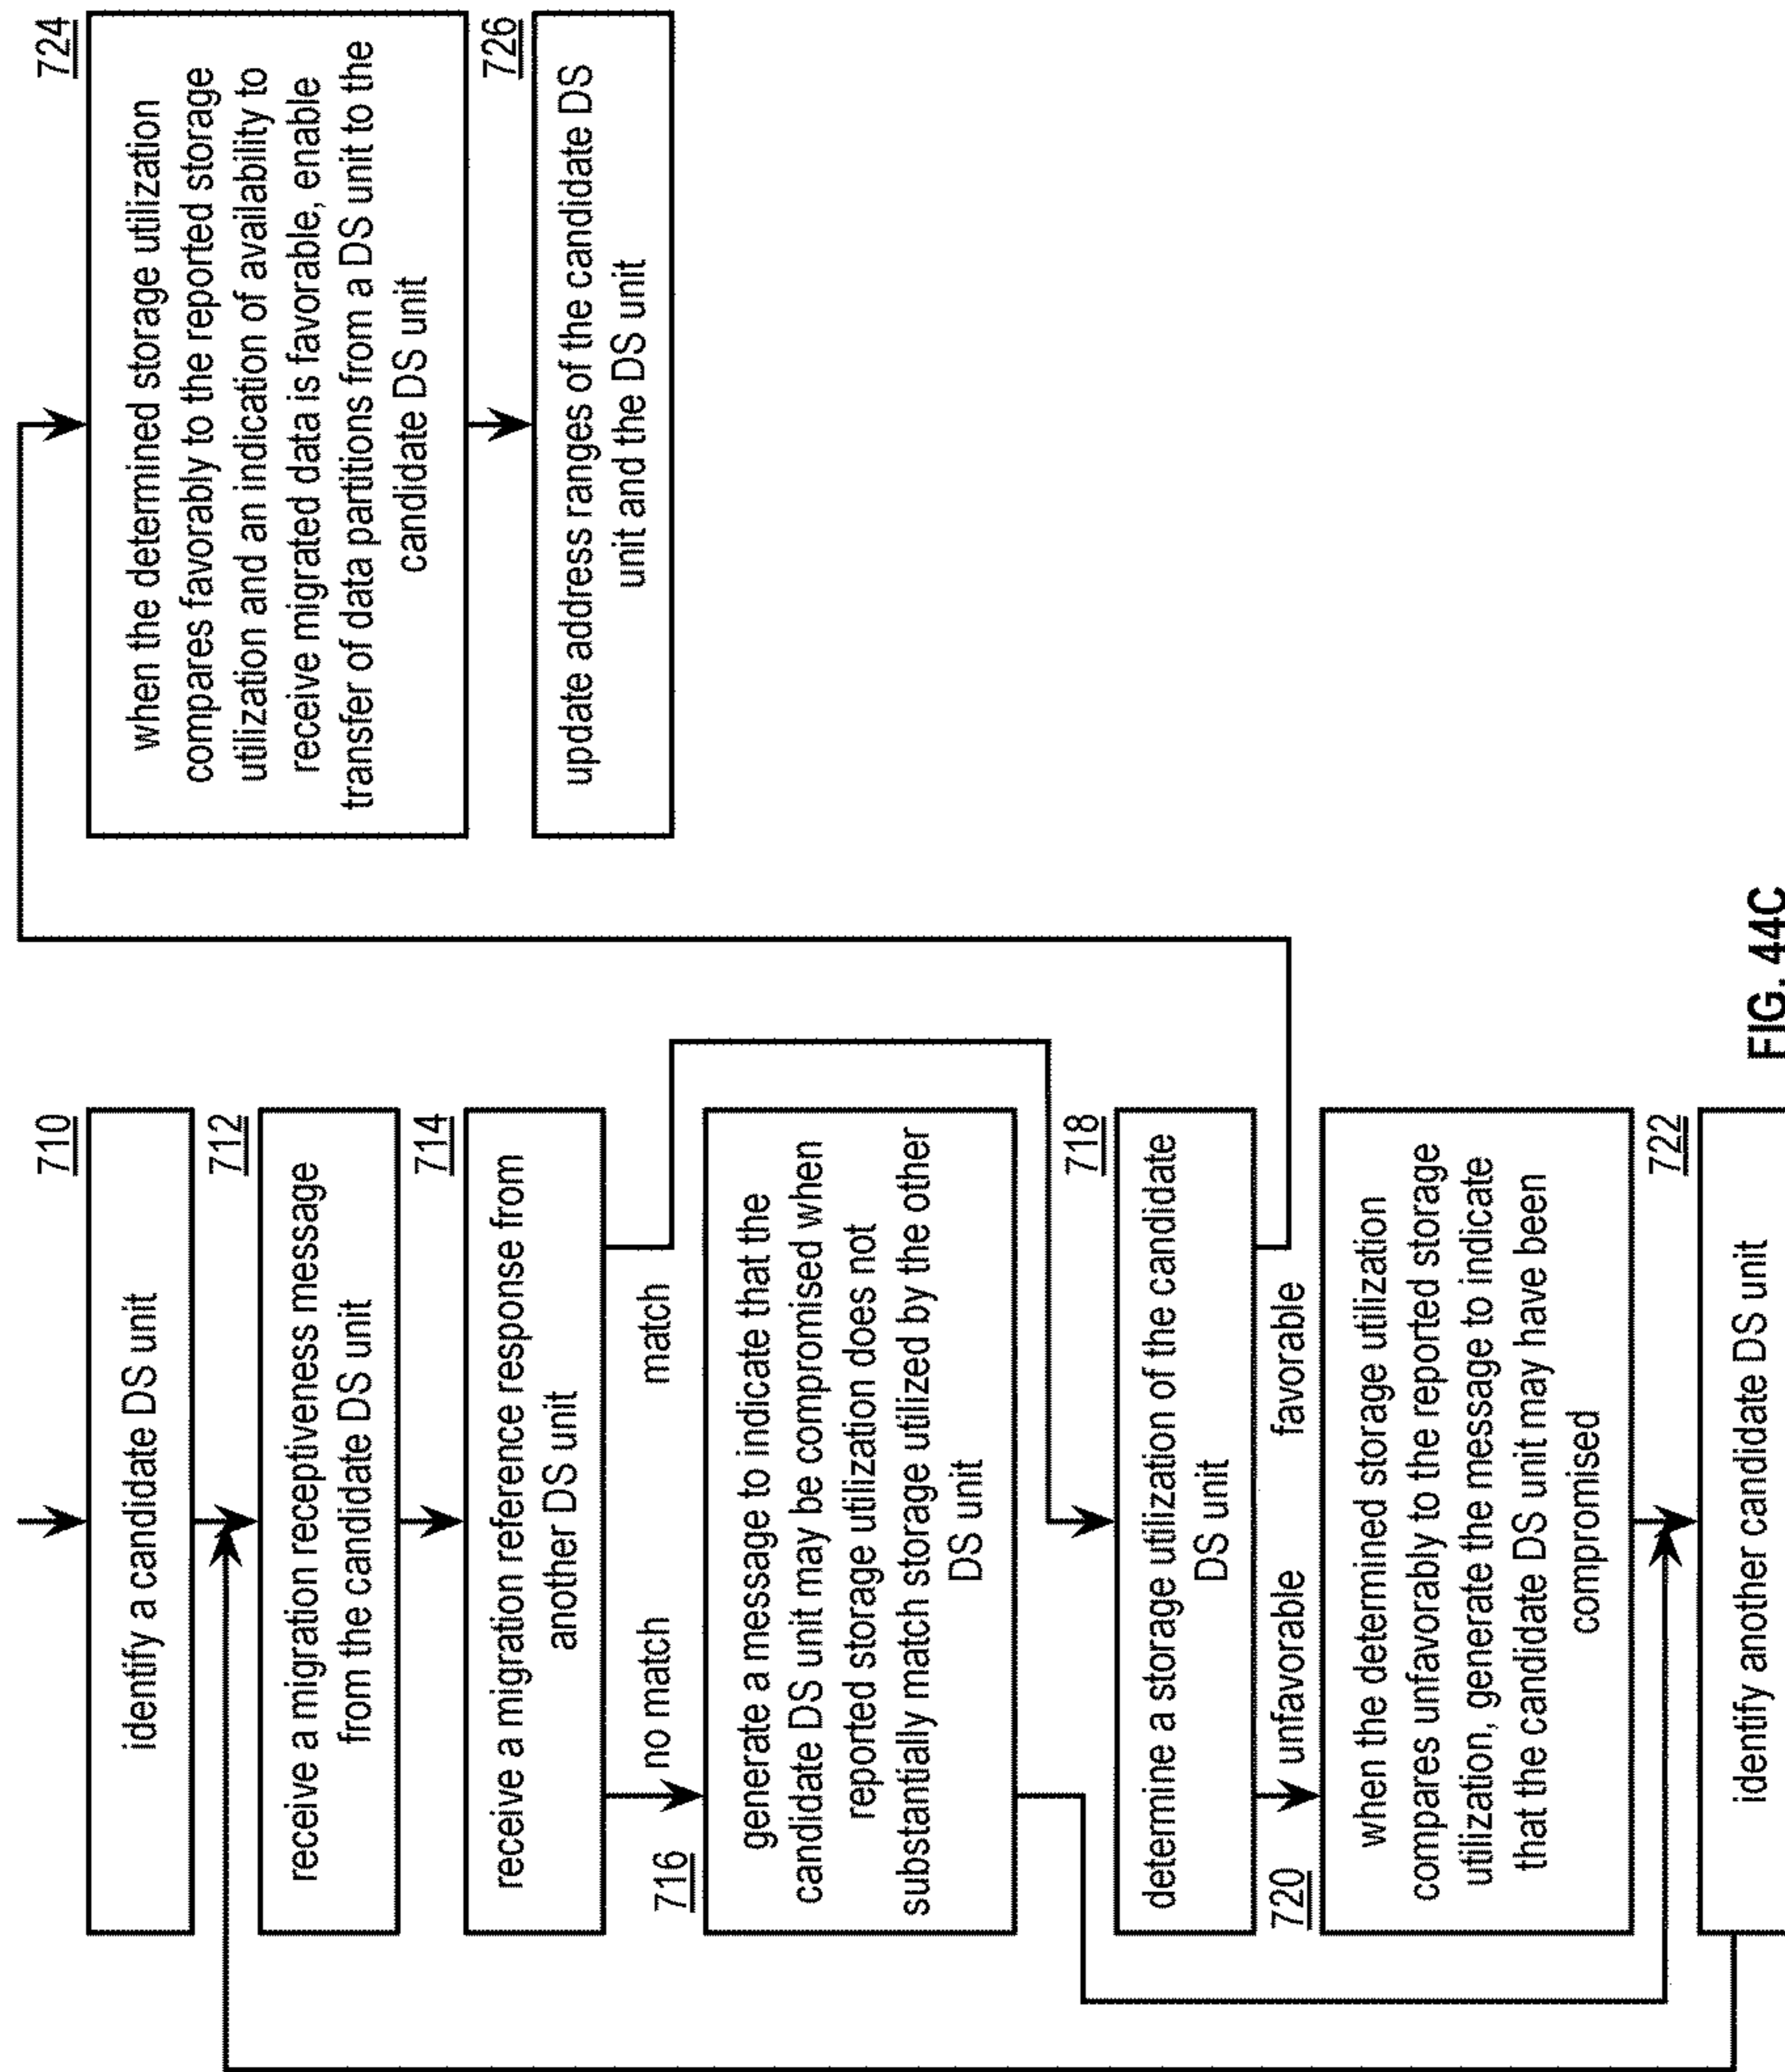 710
identify a candidate DS unit
712
receive a migration receptiveness message
from the candidate DS unit
714
receive a migration reference response from
another DS unit
no match
match
716
generate a message to indicate that the
candidate DS unit may be compromised when
reported storage utilization does not
substantially match storage utilized by the other
DS unit
718
determine a storage utilization of the candidate
DS unit
720
unfavorable
favorable
when the determined storage utilization
compares unfavorably to the reported storage
utilization, generate the message to indicate
that the candidate DS unit may have been
compromised
722
identify another candidate DS unit
724
when the determined storage utilization
compares favorably to the reported storage
utilization and an indication of availability to
receive migrated data is favorable, enable
transfer of data partitions from a DS unit to the
candidate DS unit
726
update address ranges of the candidate DS
unit and the DS unit
FIG. 44C